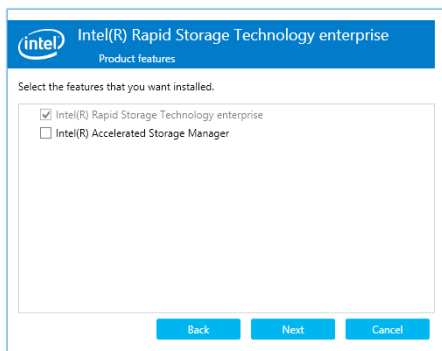 intel
Intel(R) Rapid Storage Technology enterprise
Product features
Select the features that you want installed.
Intel(R) Rapid Storage Technology enterprise
Intel(R) Accelerated Storage Manager
Back Next Cancel